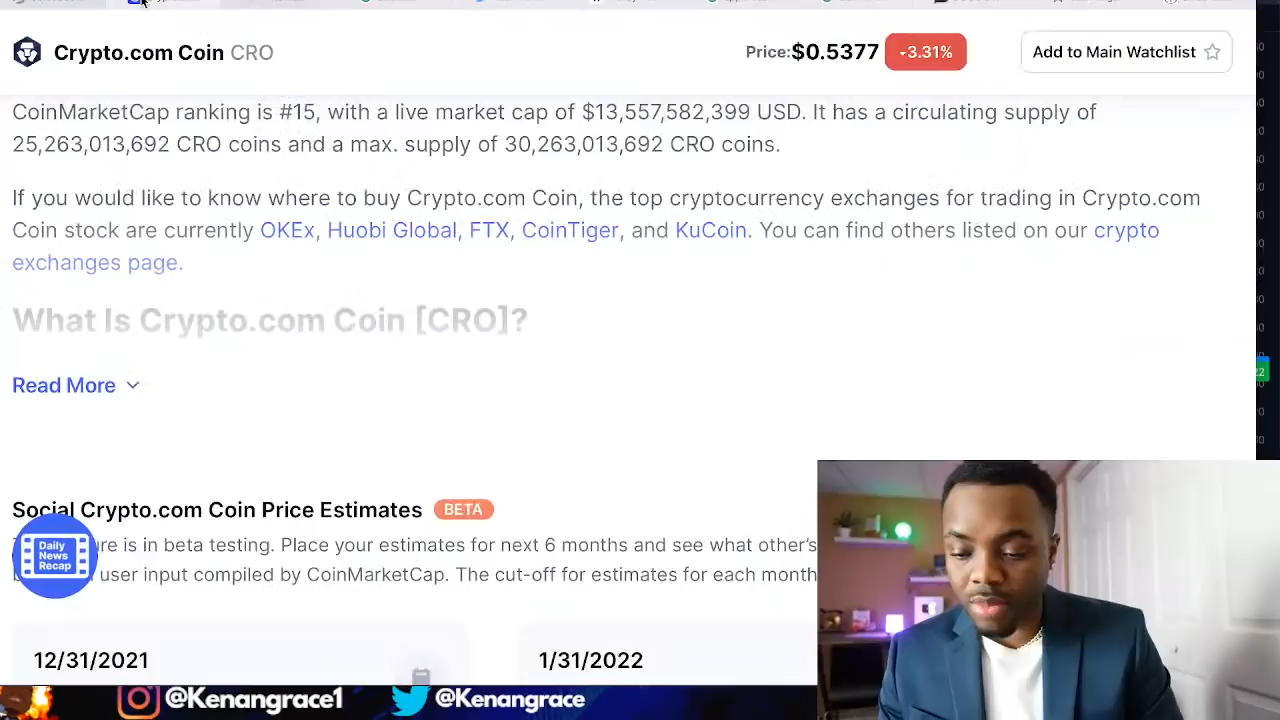 Crypto.com Coin CRO
Price:$0.5377 -3.31%
Add to Main Watchlist
CoinMarketCap ranking is #15, with a live market cap of $13,557,582,399 USD. It has a circulating supply of
25,263,013,692 CRO coins and a max. supply of 30,263,013,692 CRO coins.
If you would like to know where to buy Crypto.com Coin, the top cryptocurrency exchanges for trading in Crypto.com
Coin stock are currently OKEx, Huobi Global, FTX, CoinTiger, and KuCoin. You can find others listed on our crypto
exchanges page.
What Is Crypto.com Coin [CRO]?
Read More
Social Crypto.com Coin Price Estimates BETA
re is in beta testing. Place your estimates for next 6 months and see what other's
user input compiled by CoinMarketCap. The cut-off for estimates for each month
Daily
News
Recap
12/31/2021
1/31/2022
@Kenangrace1
@Kenangrace